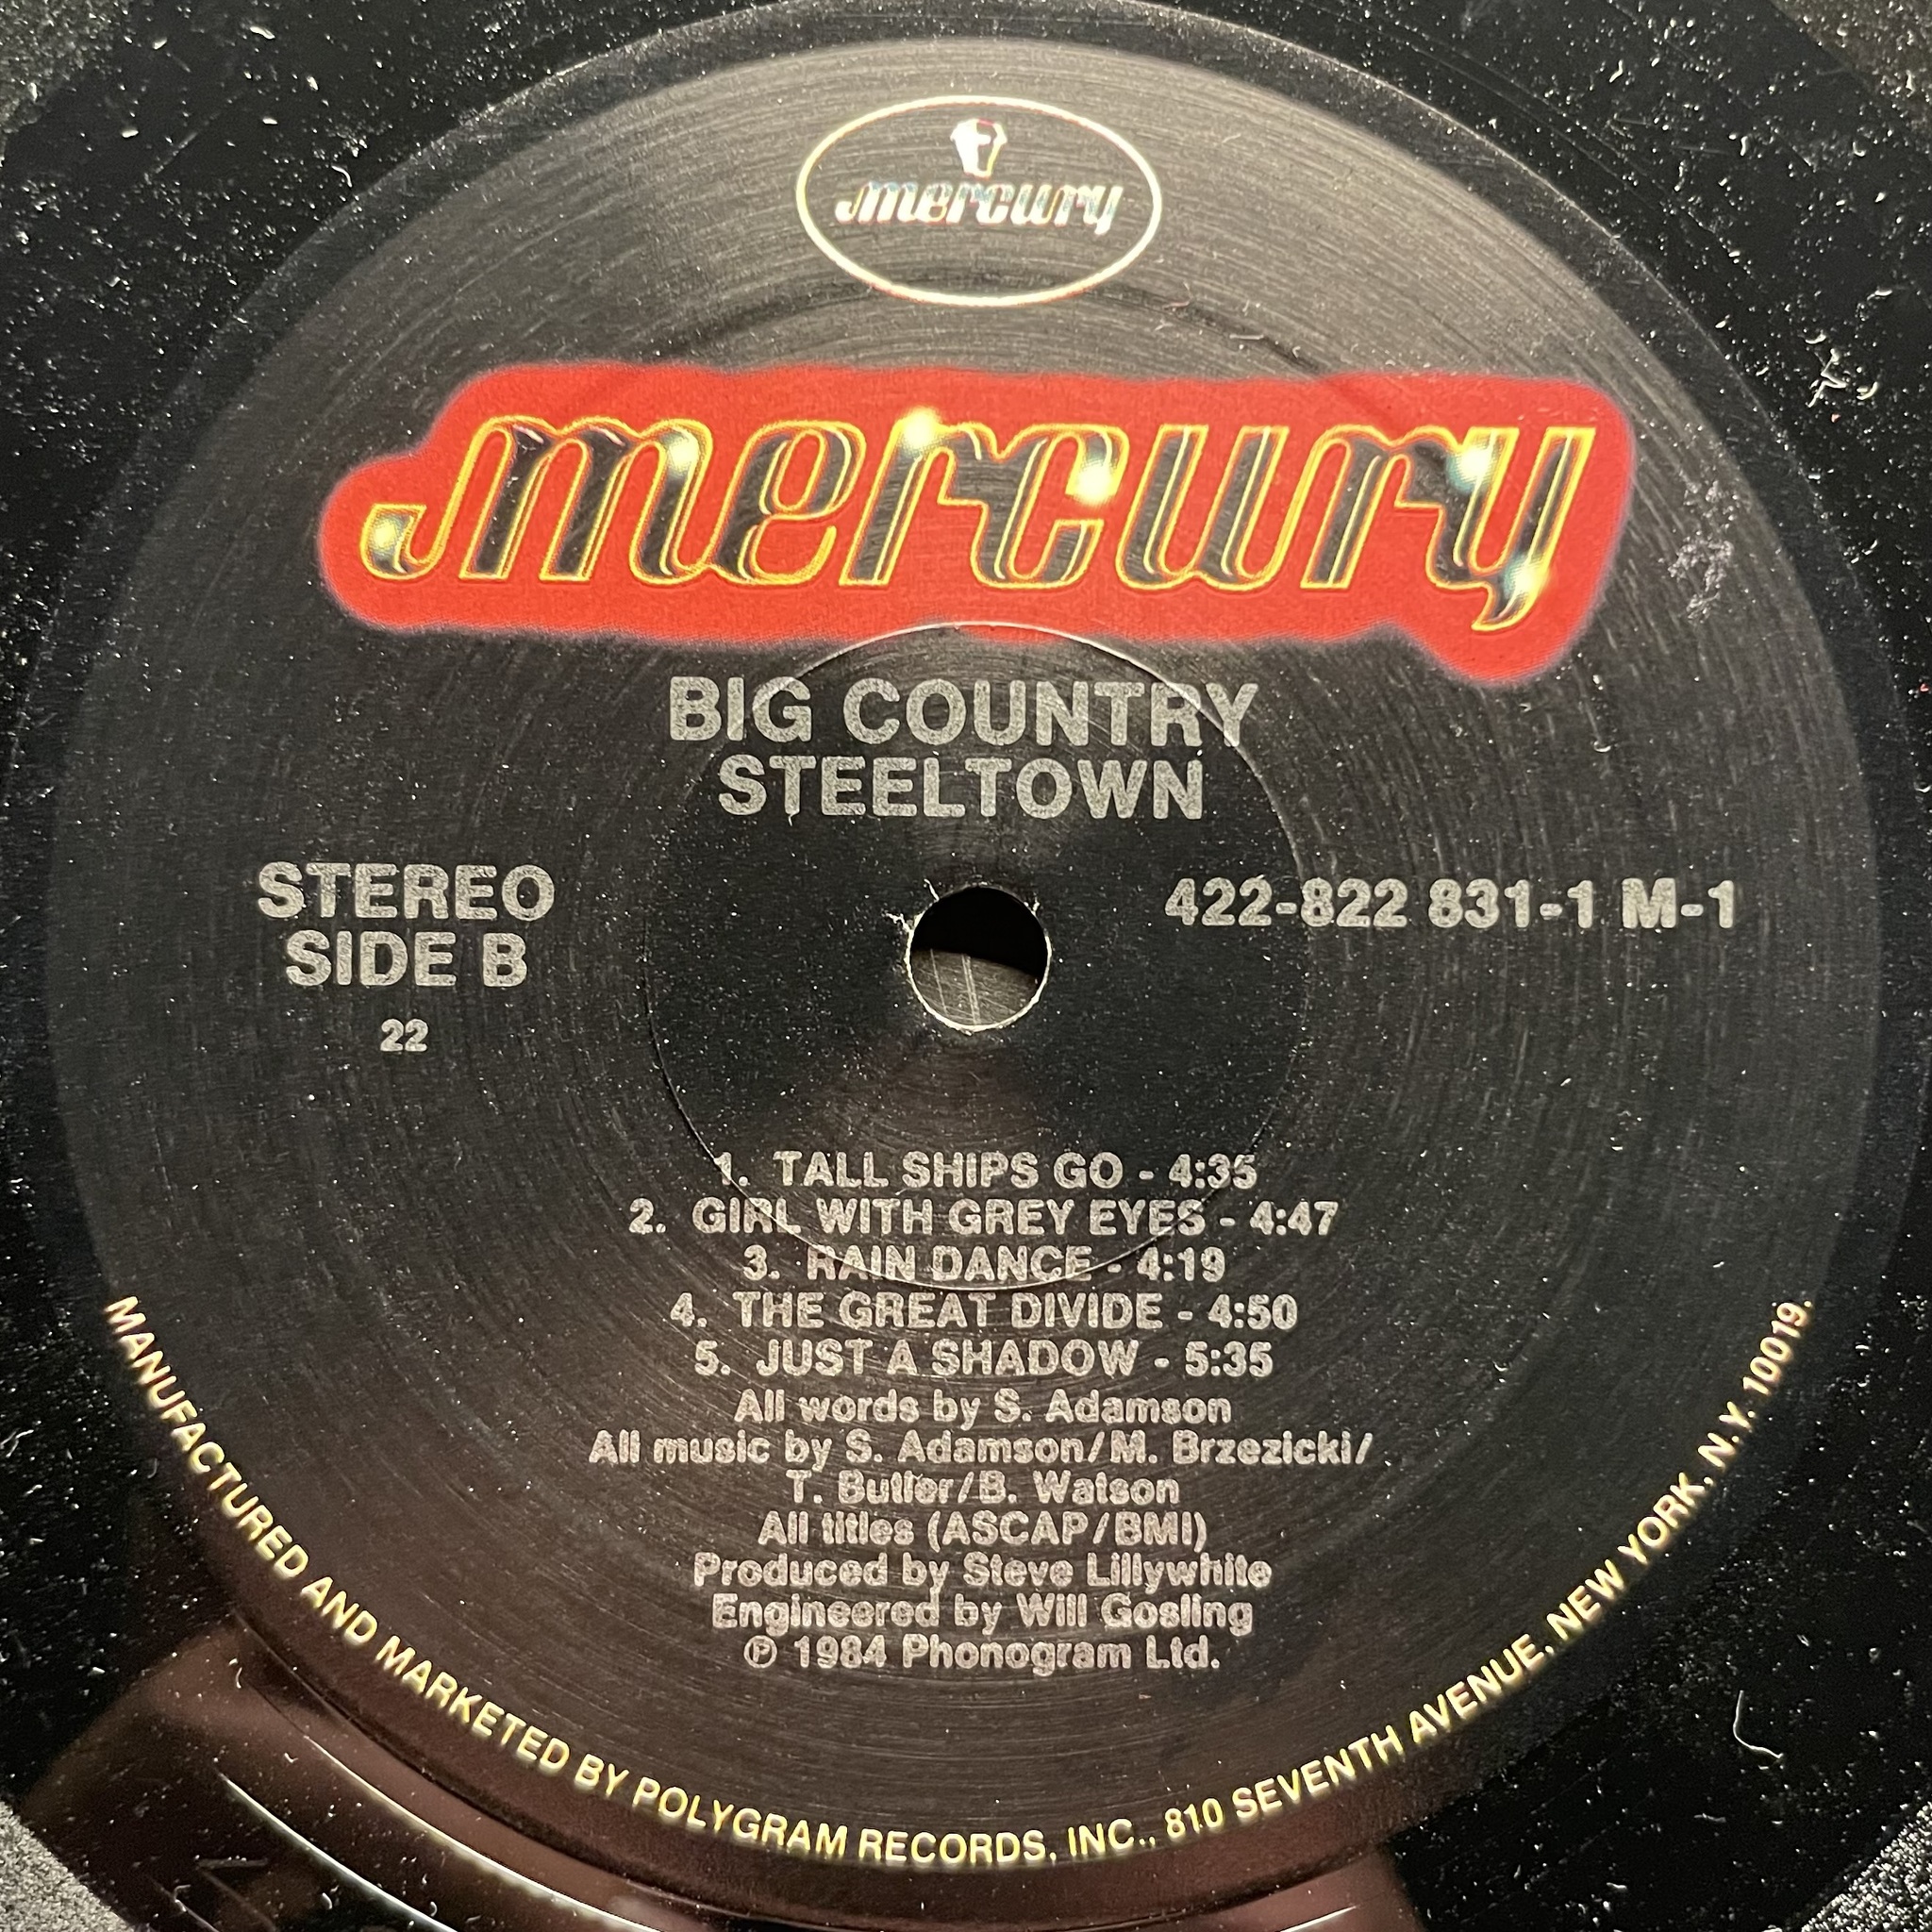 mercury
mercury
BIG COUNTRY
STEELTOWN
STEREO
SIDE B
22
422-822 831-1 M-1
1. TALL SHIPS GO - 4:35
2. GIRL WITH GREY EYES - 4:47
3. RAIN DANCE - 4:19
4. THE GREAT DIVIDE - 4:50
5. JUST A SHADOW - 5:35
All words by S. Adamson
All music by S. Adamson/M. Brzezicki/
T. Butler/B. Watson
All titles (ASCAP/BMI)
Produced by Steve Lillywhite
Engineered by Will Gosling
℗ 1984 Phonogram Ltd.
MANUFACTURED AND MARKETED BY POLYGRAM RECORDS, INC., 810 SEVENTH AVENUE, NEW YORK, N.Y. 10019.